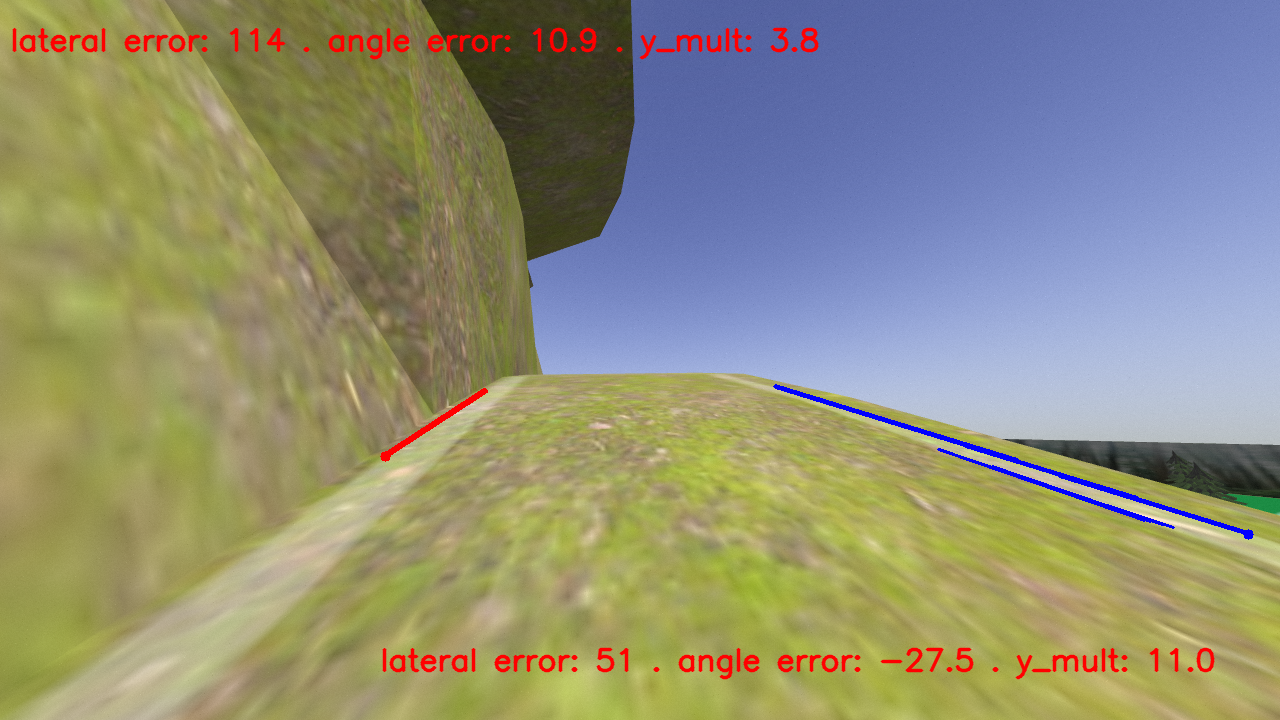 lateral error: 114 . angle error: 10.9 . y_mult: 3.8
lateral error: 51 . angle error: -27.5 . y_mult: 11.0